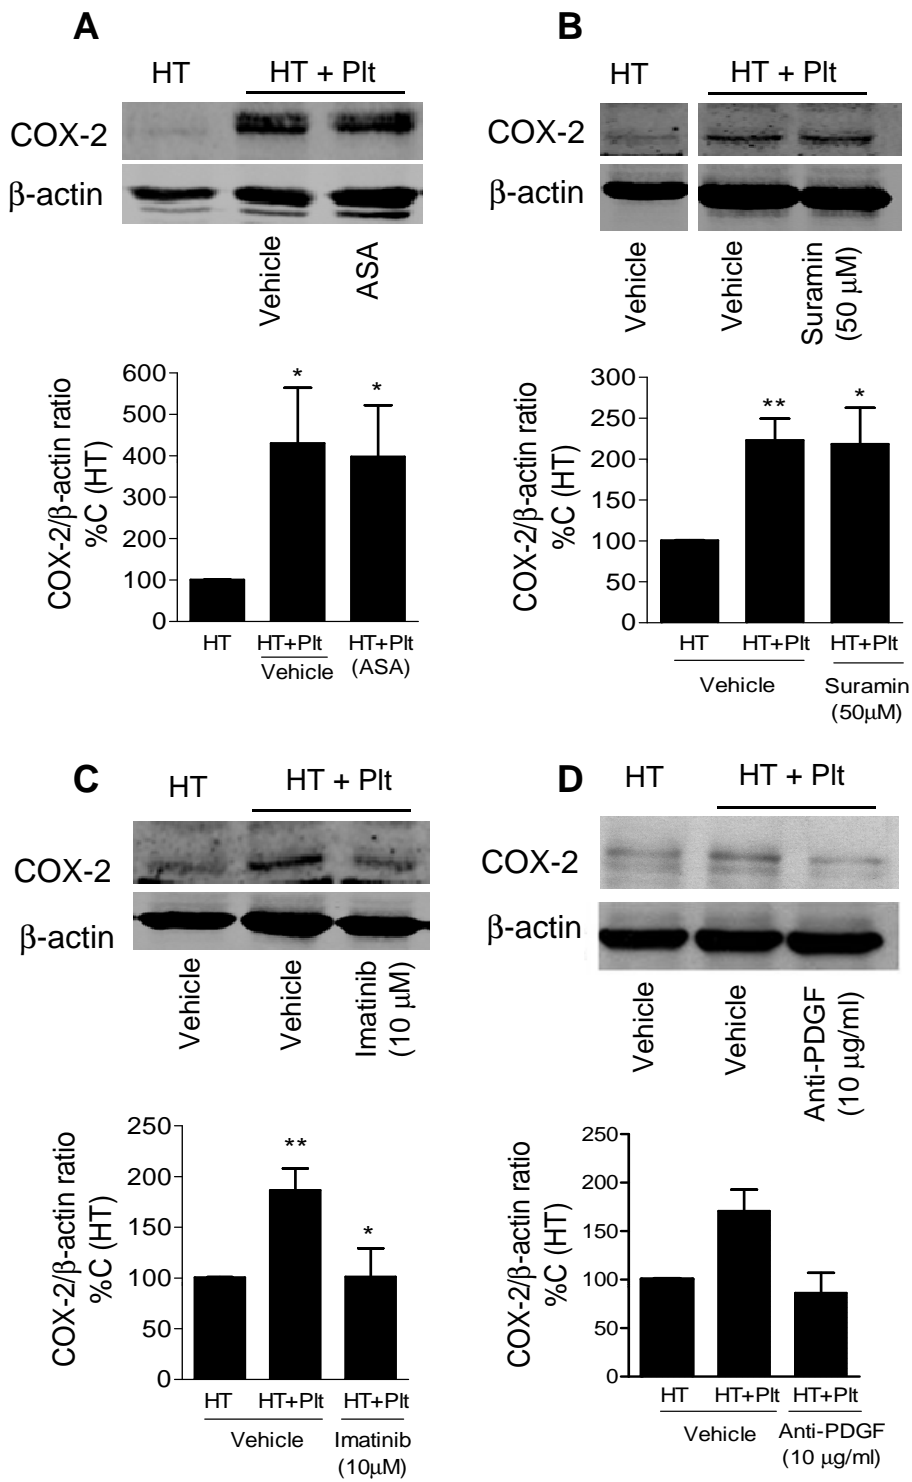 A
HT
HT + Plt
COX-2
β-actin
Vehicle
ASA
COX-2/β-actin ratio
%C (HT)
600
500
400
300
200
100
0
*
*
HT
HT+Plt
HT+Plt
Vehicle
(ASA)
B
HT
HT + Plt
COX-2
β-actin
Vehicle
Vehicle
Suramin
(50 μM)
COX-2/β-actin ratio
%C (HT)
300
250
200
150
100
50
0
**
*
HT
HT+Plt
HT+Plt
Vehicle
Suramin
(50μM)
C
HT
HT + Plt
COX-2
β-actin
Vehicle
Vehicle
Imatinib
(10 μM)
COX-2/β-actin ratio
%C (HT)
250
200
150
100
50
0
**
*
HT
HT+Plt
HT+Plt
Vehicle
Imatinib
(10μM)
D
HT
HT + Plt
COX-2
β-actin
Vehicle
Vehicle
Anti-PDGF
(10 μg/ml)
COX-2/β-actin ratio
%C (HT)
250
200
150
100
50
0
HT
HT+Plt
HT+Plt
Vehicle
Anti-PDGF
(10 μg/ml)